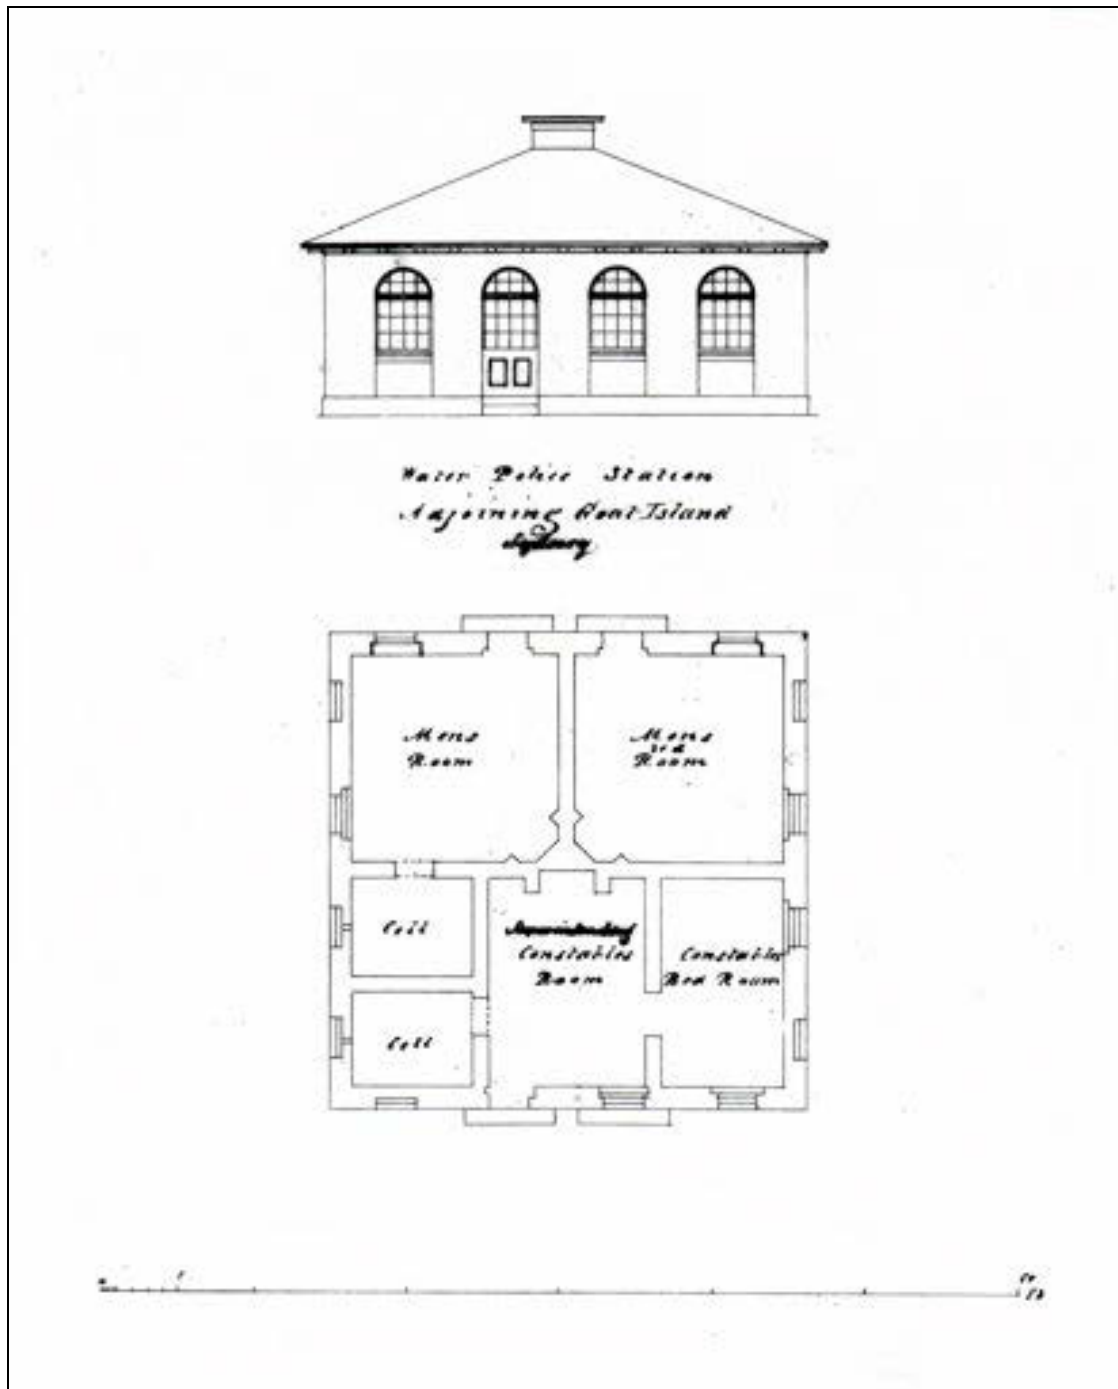 Water Police Station
Adjoining Goat Island
Sydney
Mens
Room
Mens
Room
Cell
Constables
Room
Constables
Bed Room
Cell